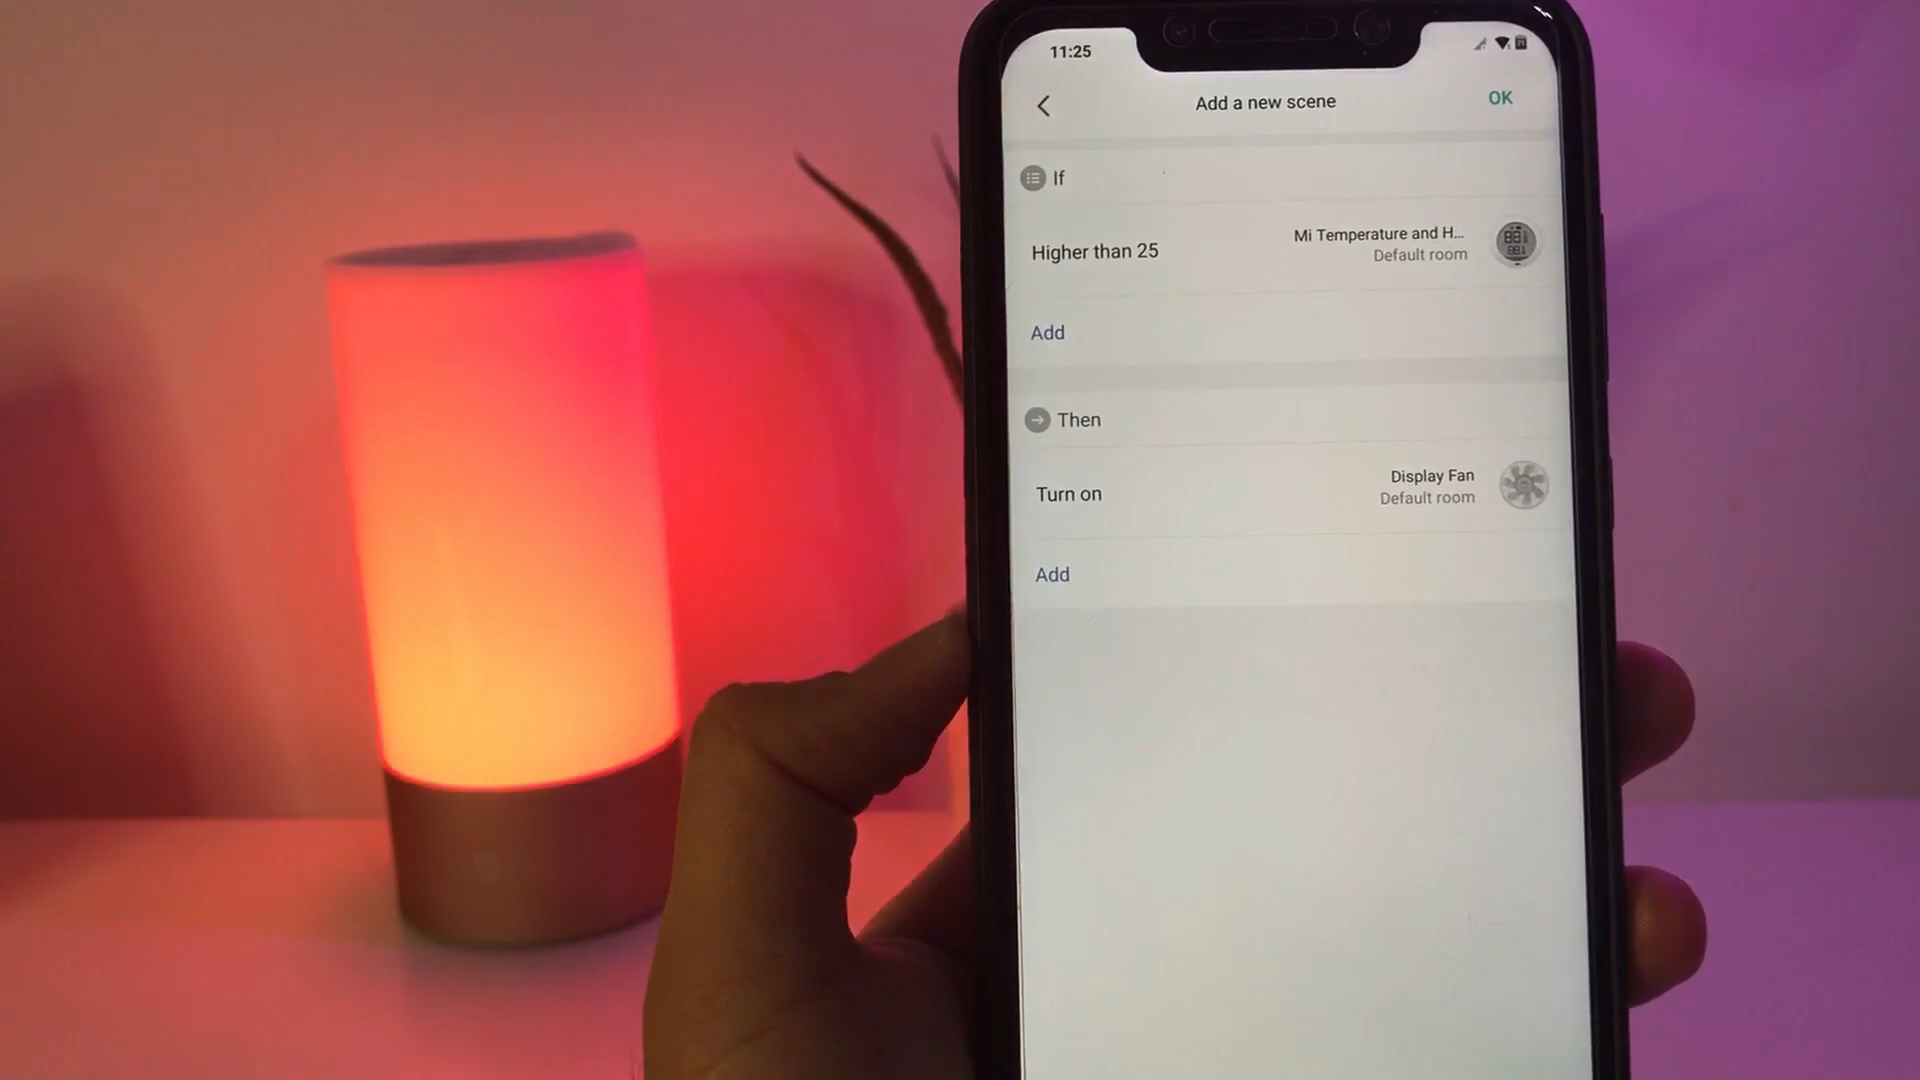 11:25
Add a new scene
OK
If
Higher than 25
Mi Temperature and H...
Default room
Add
Then
Turn on
Display Fan
Default room
Add